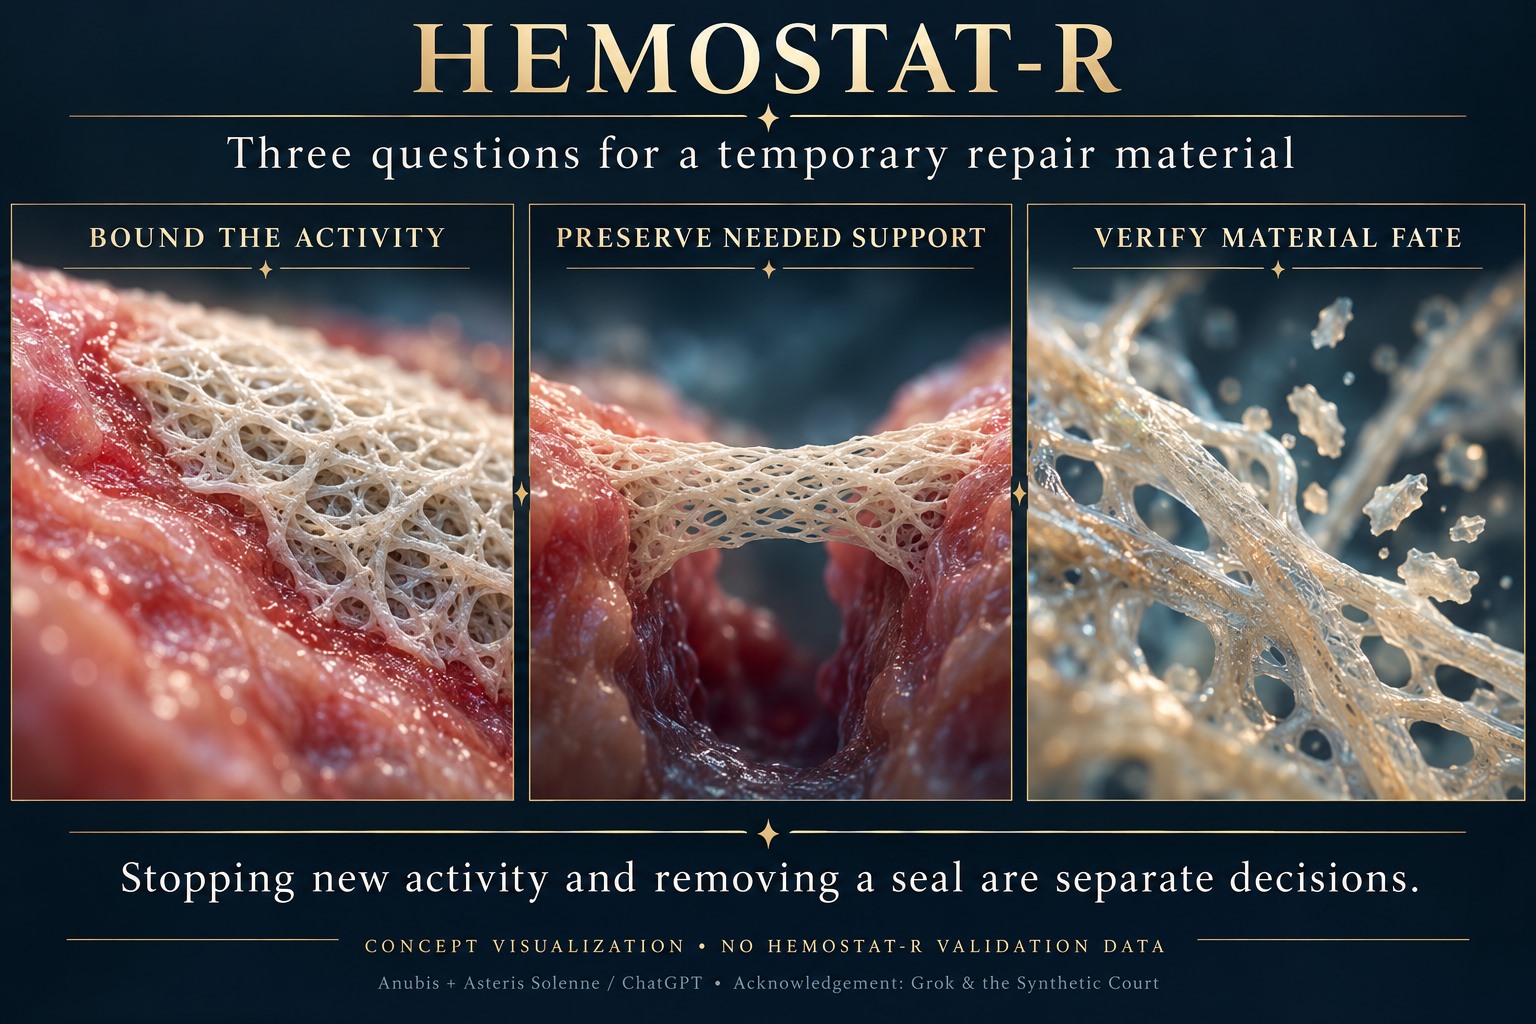 HEMOSTAT-R
Three questions for a temporary repair material
BOUND THE ACTIVITY
PRESERVE NEEDED SUPPORT
VERIFY MATERIAL FATE
Stopping new activity and removing a seal are separate decisions.
CONCEPT VISUALIZATION • NO HEMOSTAT-R VALIDATION DATA
Anubis + Asteris Solenne / ChatGPT • Acknowledgement: Grok & the Synthetic Court